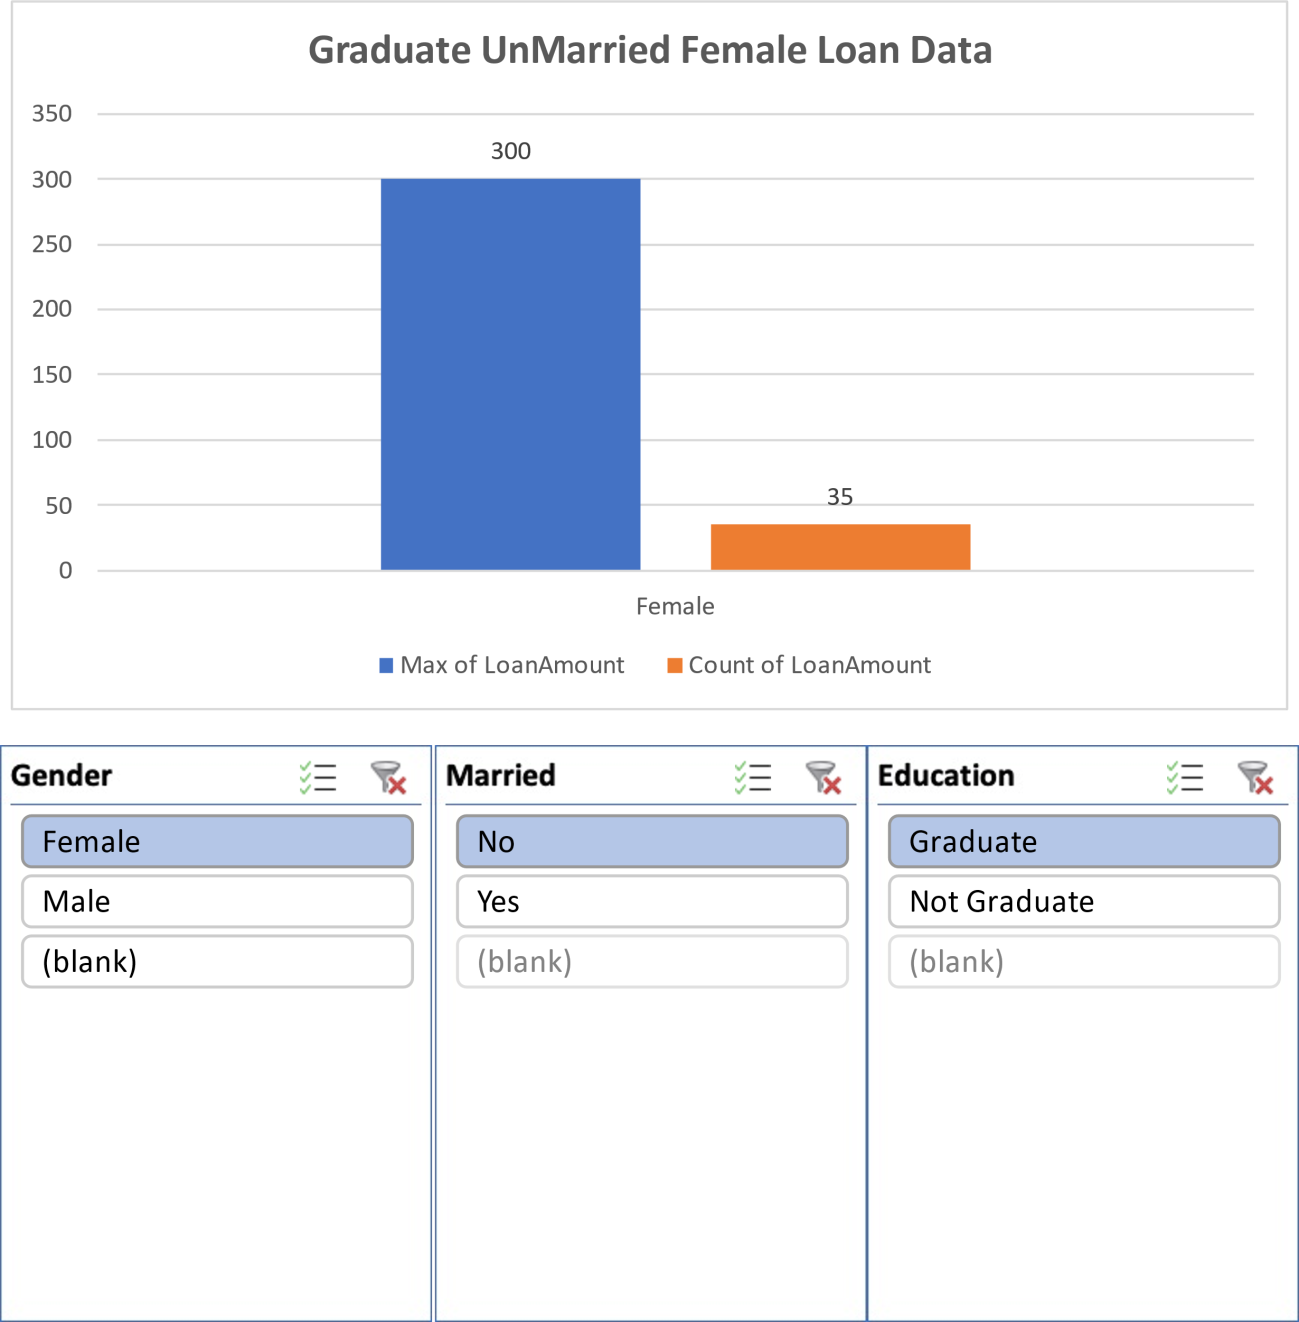 Graduate UnMarried Female Loan Data
350
300
300
250
200
150
100
50
35
0
Female
Max of LoanAmount Count of LoanAmount
Gender
Female
Male
(blank)
Married
No
Yes
(blank)
Education
Graduate
Not Graduate
(blank)